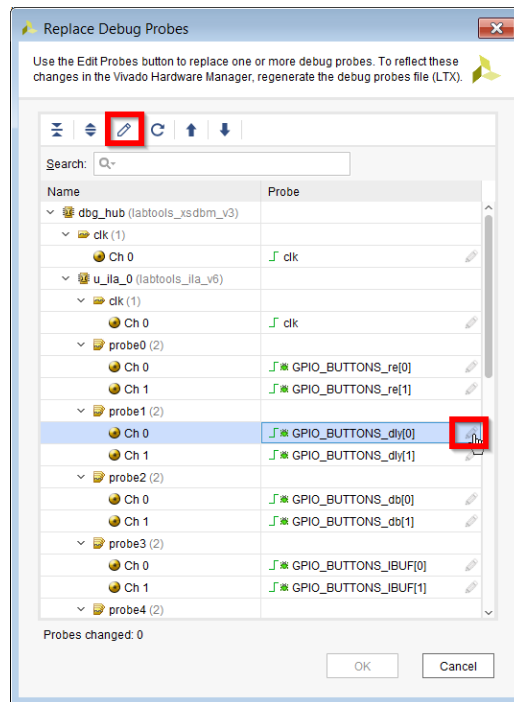 Replace Debug Probes
Use the Edit Probes button to replace one or more debug probes. To reflect these
changes in the Vivado Hardware Manager, regenerate the debug probes file (LTX).
Search:
Name Probe
dbg_hub (labtools_xsdbm_v3)
clk (1)
Ch 0 clk
u_ila_0 (labtools_ila_v6)
clk (1)
Ch 0 clk
probe0 (2)
Ch 0 GPIO_BUTTONS_re[0]
Ch 1 GPIO_BUTTONS_re[1]
probe1 (2)
Ch 0 GPIO_BUTTONS_dly[0]
Ch 1 GPIO_BUTTONS_dly[1]
probe2 (2)
Ch 0 GPIO_BUTTONS_db[0]
Ch 1 GPIO_BUTTONS_db[1]
probe3 (2)
Ch 0 GPIO_BUTTONS_IBUF[0]
Ch 1 GPIO_BUTTONS_IBUF[1]
probe4 (2)
Probes changed: 0
OK Cancel